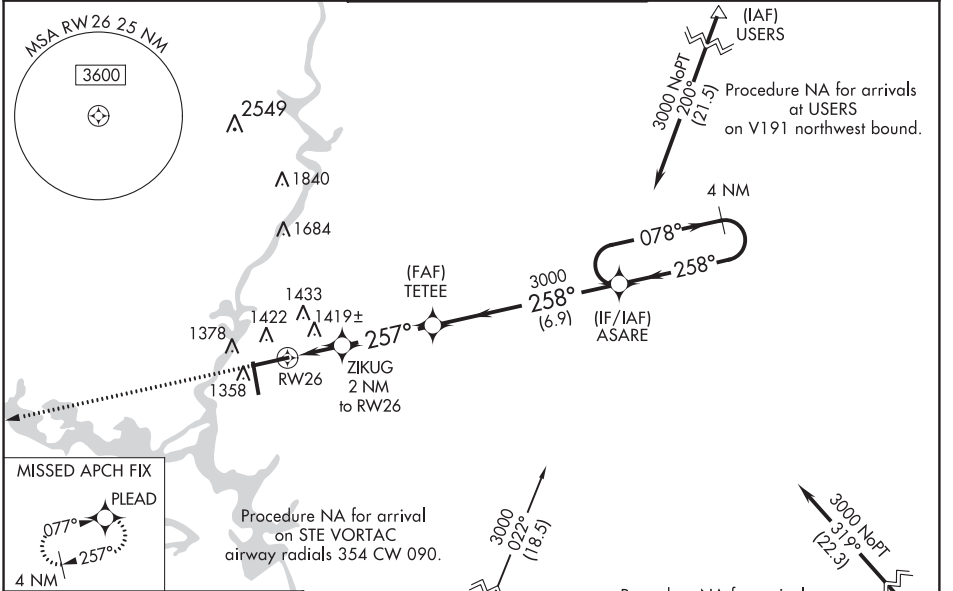 MSA RW26 25 NM
3600
2549
1840
1684
1433
1422
1419±
1378
1358
(IAF)
USERS
3000 NoPT
200°
(21.5)
Procedure NA for arrivals
at USERS
on V191 northwest bound.
4 NM
078°
258°
(FAF)
TETEE
3000
258°
(6.9)
(IF/IAF)
ASARE
257°
ZIKUG
2 NM
to RW26
RW26
MISSED APCH FIX
PLEAD
077°
257°
4 NM
Procedure NA for arrival
on STE VORTAC
airway radials 354 CW 090.
3000
022°
(18.5)
3000 NoPT
319°
(22.3)